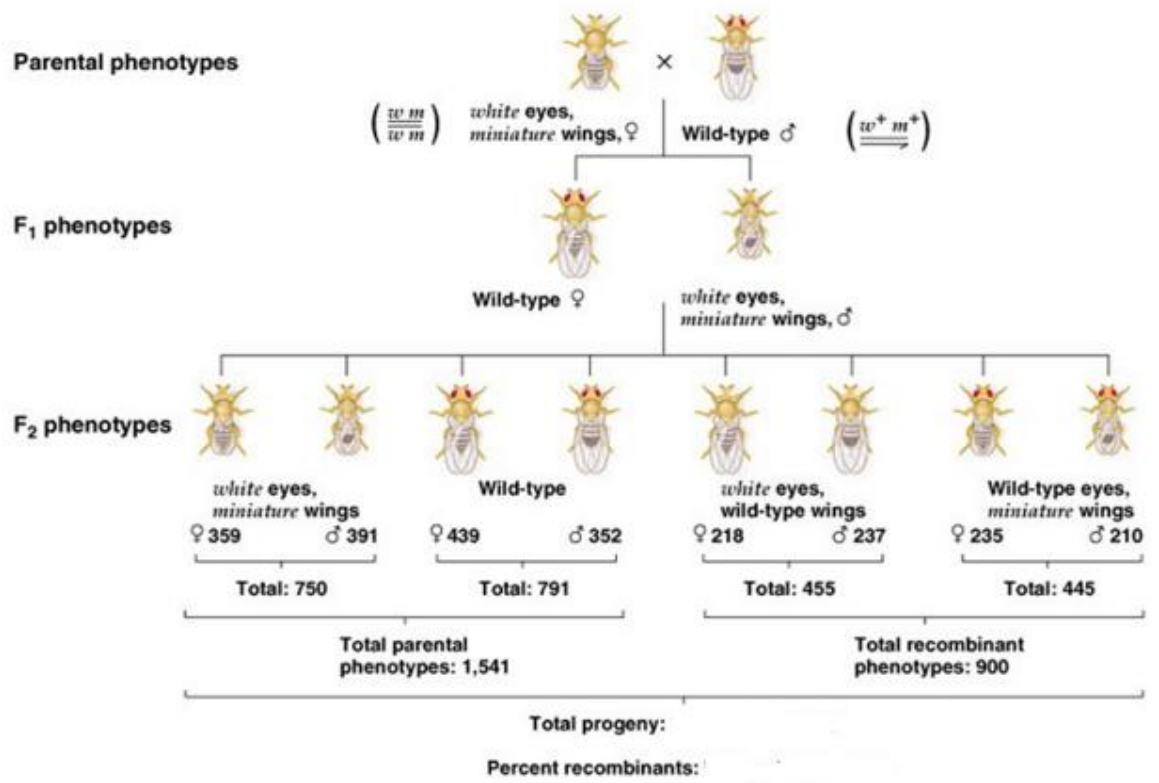 Parental phenotypes
×
(w m / w m)
white eyes,
miniature wings, ♀
Wild-type ♂
(w⁺ m⁺)
F₁ phenotypes
Wild-type ♀
white eyes,
miniature wings, ♂
F₂ phenotypes
white eyes,
miniature wings
♀ 359 ♂ 391
Wild-type
♀ 439 ♂ 352
white eyes,
wild-type wings
♀ 218 ♂ 237
Wild-type eyes,
miniature wings
♀ 235 ♂ 210
Total: 750 Total: 791 Total: 455 Total: 445
Total parental
phenotypes: 1,541
Total recombinant
phenotypes: 900
Total progeny:
Percent recombinants: